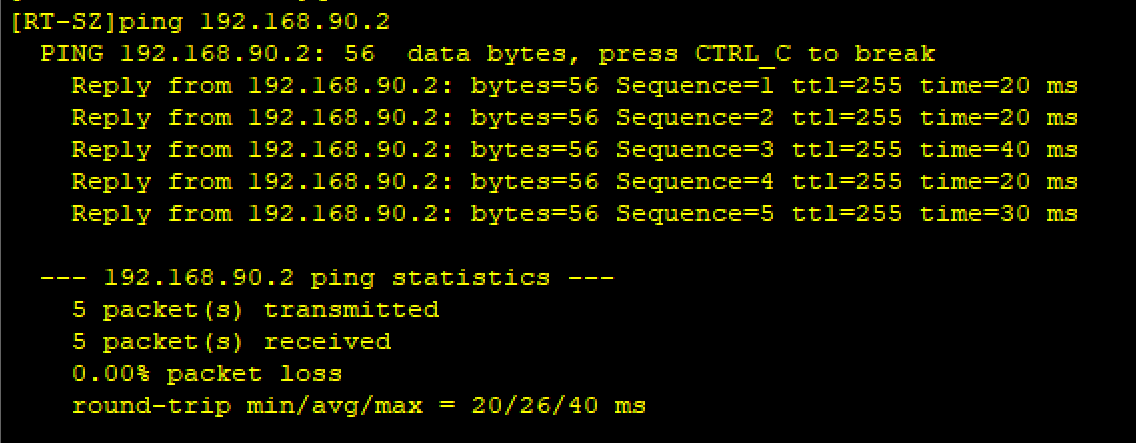 [RT-SZ]ping 192.168.90.2
PING 192.168.90.2: 56 data bytes, press CTRL_C to break
Reply from 192.168.90.2: bytes=56 Sequence=1 ttl=255 time=20 ms
Reply from 192.168.90.2: bytes=56 Sequence=2 ttl=255 time=20 ms
Reply from 192.168.90.2: bytes=56 Sequence=3 ttl=255 time=40 ms
Reply from 192.168.90.2: bytes=56 Sequence=4 ttl=255 time=20 ms
Reply from 192.168.90.2: bytes=56 Sequence=5 ttl=255 time=30 ms
--- 192.168.90.2 ping statistics ---
5 packet(s) transmitted
5 packet(s) received
0.00% packet loss
round-trip min/avg/max = 20/26/40 ms